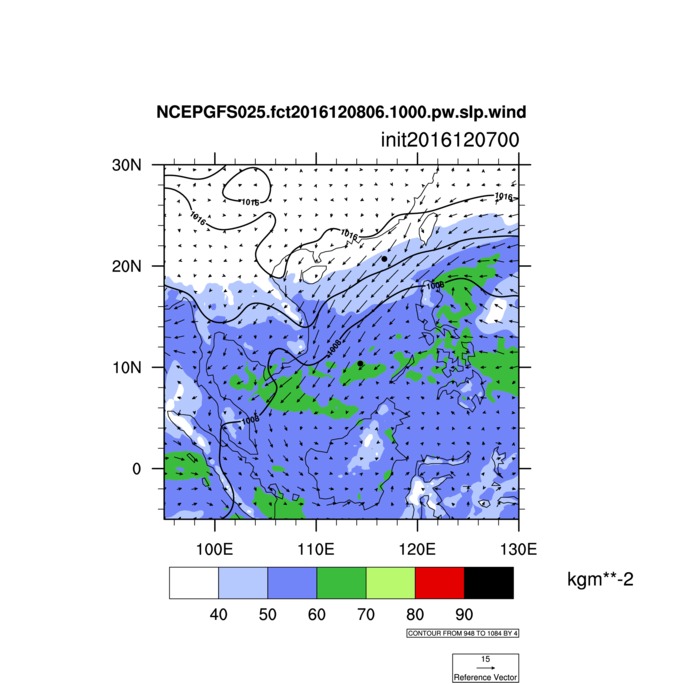 NCEPGFS025.fct2016120806.1000.pw.slp.wind
init2016120700
30N
1016
1016
1016
1016
20N
1008
1008
10N
1008
0
100E 110E 120E 130E
kgm**-2
40 50 60 70 80 90
CONTOUR FROM 948 TO 1084 BY 4
15
Reference Vector